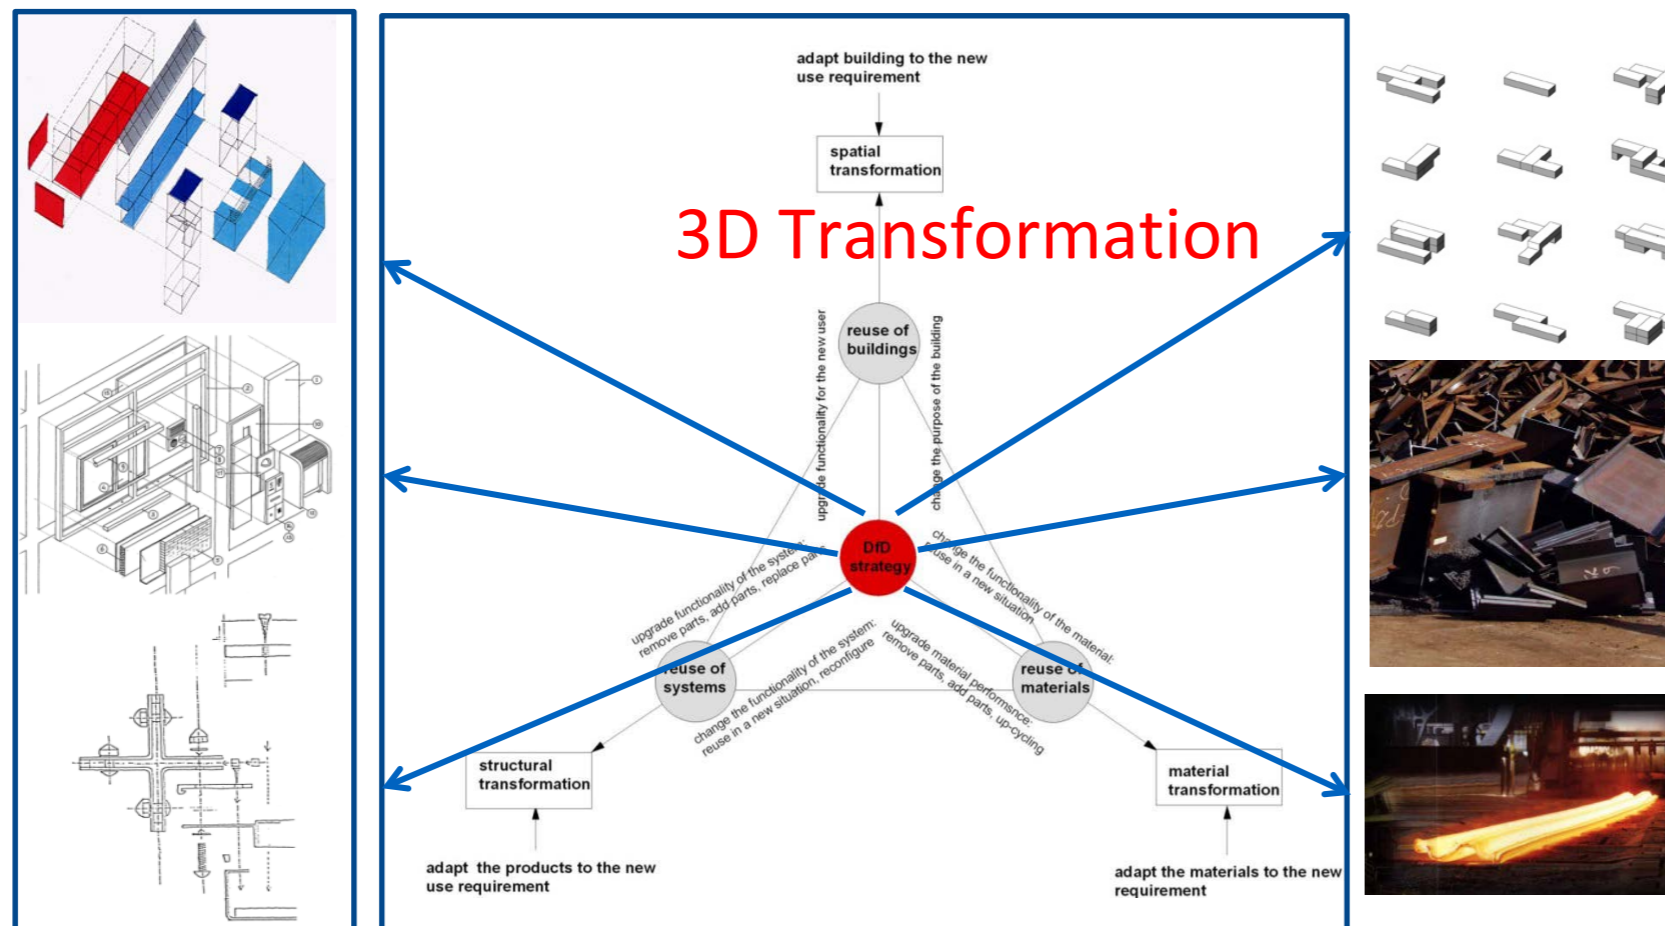 adapt building to the new
use requirement
spatial
transformation
3D Transformation
reuse of
buildings
upgrade functionality for the new user
change the purpose of the building
DfD
strategy
upgrade functionality of the system:
remove parts, add parts, replace parts
change the functionality of the material:
reuse in a new situation
reuse of
systems
change the functionality of the system:
reuse in a new situation, reconfigure
upgrade material performsnce:
remove parts, add parts, up-cycling
reuse of
materials
structural
transformation
material
transformation
adapt the products to the new
use requirement
adapt the materials to the new
requirement